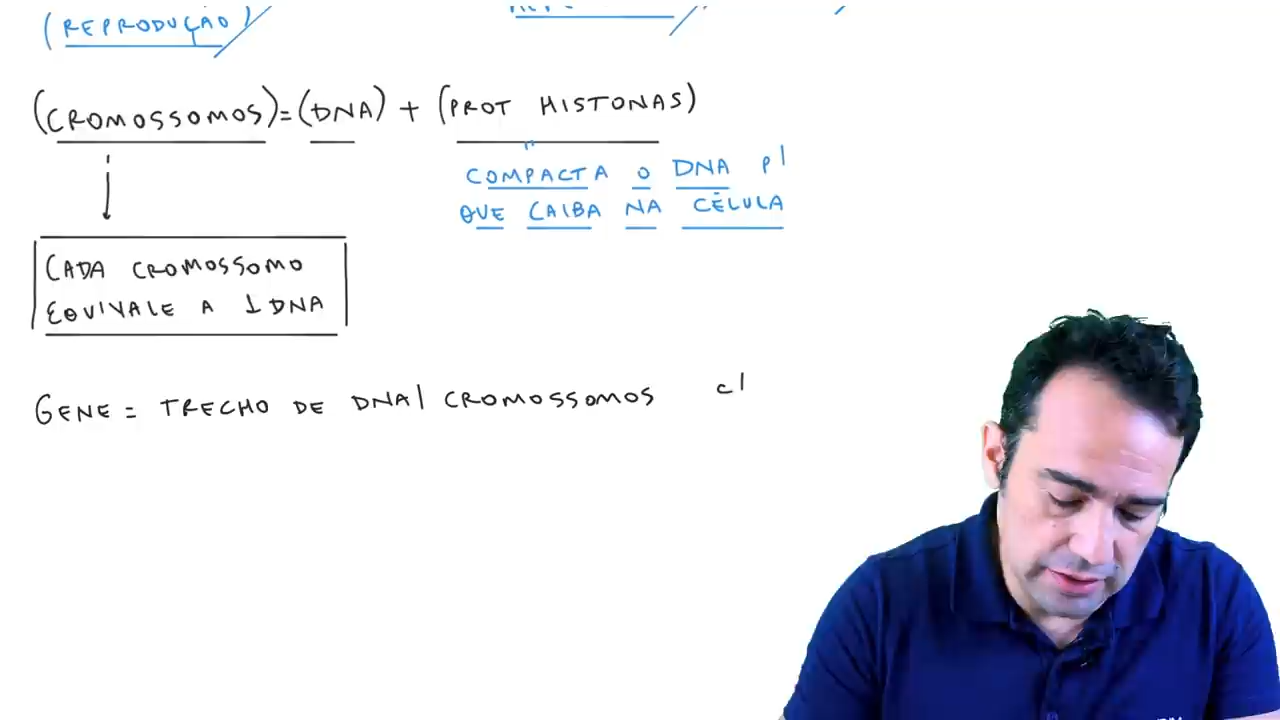 (REPRODUÇÃO)
(CROMOSSOMOS) = (DNA) + (PROT HISTONAS)
COMPACTA O DNA p/
QUE CAIBA NA CÉLULA
CADA CROMOSSOMO
EQUIVALE A 1 DNA
GENE = TRECHO DE DNA/CROMOSSOMOS c/